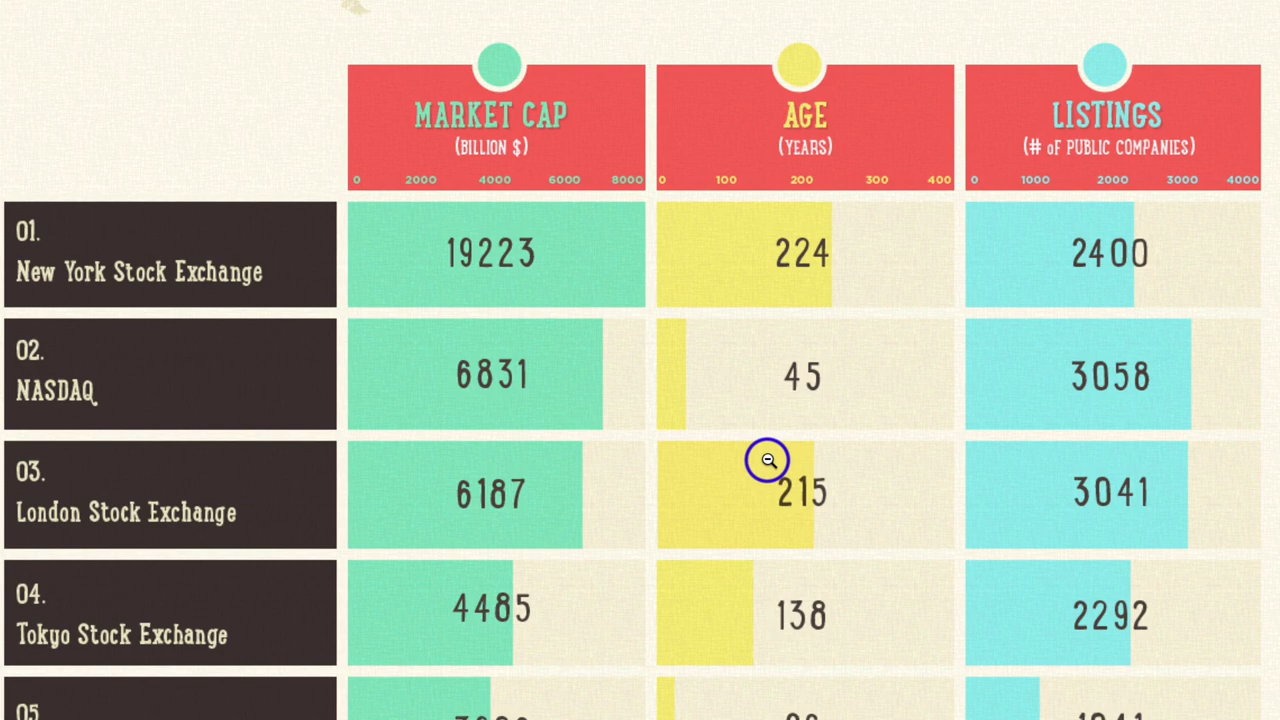 MARKET CAP
(BILLION $)
0 2000 4000 6000 8000
AGE
(YEARS)
0 100 200 300 400
LISTINGS
(# oF PUBLIC COMPANIES)
0 1000 2000 3000 4000
01.
New York Stock Exchange
19223
224
2400
02.
NASDAQ
6831
45
3058
03.
London Stock Exchange
6187
215
3041
04.
Tokyo Stock Exchange
4485
138
2292
05.